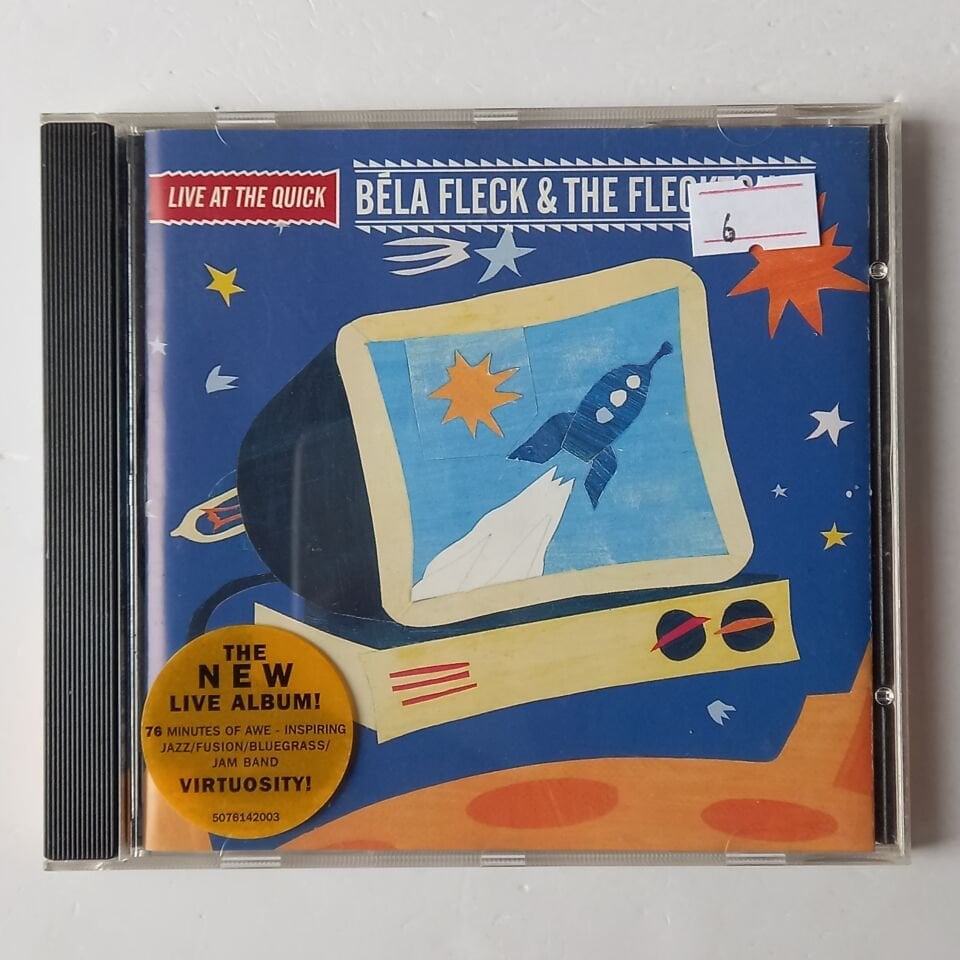 LIVE AT THE QUICK
BÉLA FLECK & THE
6
THE
NEW
LIVE ALBUM!
76 MINUTES OF AWE - INSPIRING
JAZZ/FUSION/BLUEGRASS/
JAM BAND
VIRTUOSITY!
5076142003